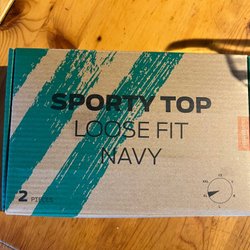 SPORTY TOP
LOOSE FIT
NAVY
2 PIECES